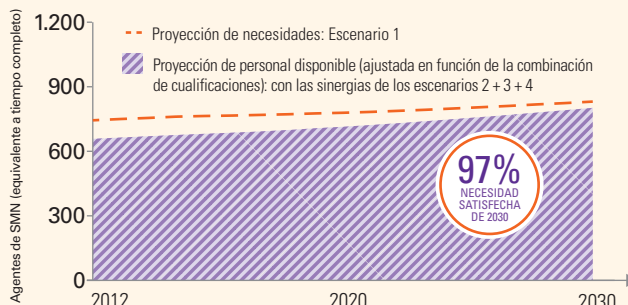 Agentes de SMN (equivalente a tiempo completo)
1.200
900
600
300
0
Proyección de necesidades: Escenario 1
Proyección de personal disponible (ajustada en función de la combinación
de cualificaciones): con las sinergias de los escenarios 2 + 3 + 4
97%
NECESIDAD
SATISFECHA
DE 2030
2012
2020
2030